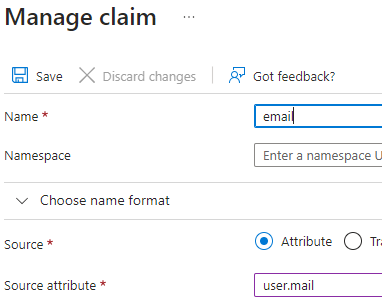 Manage claim ...
Save Discard changes Got feedback?
Name * email
Namespace Enter a namespace U
Choose name format
Source * Attribute Tra
Source attribute * user.mail